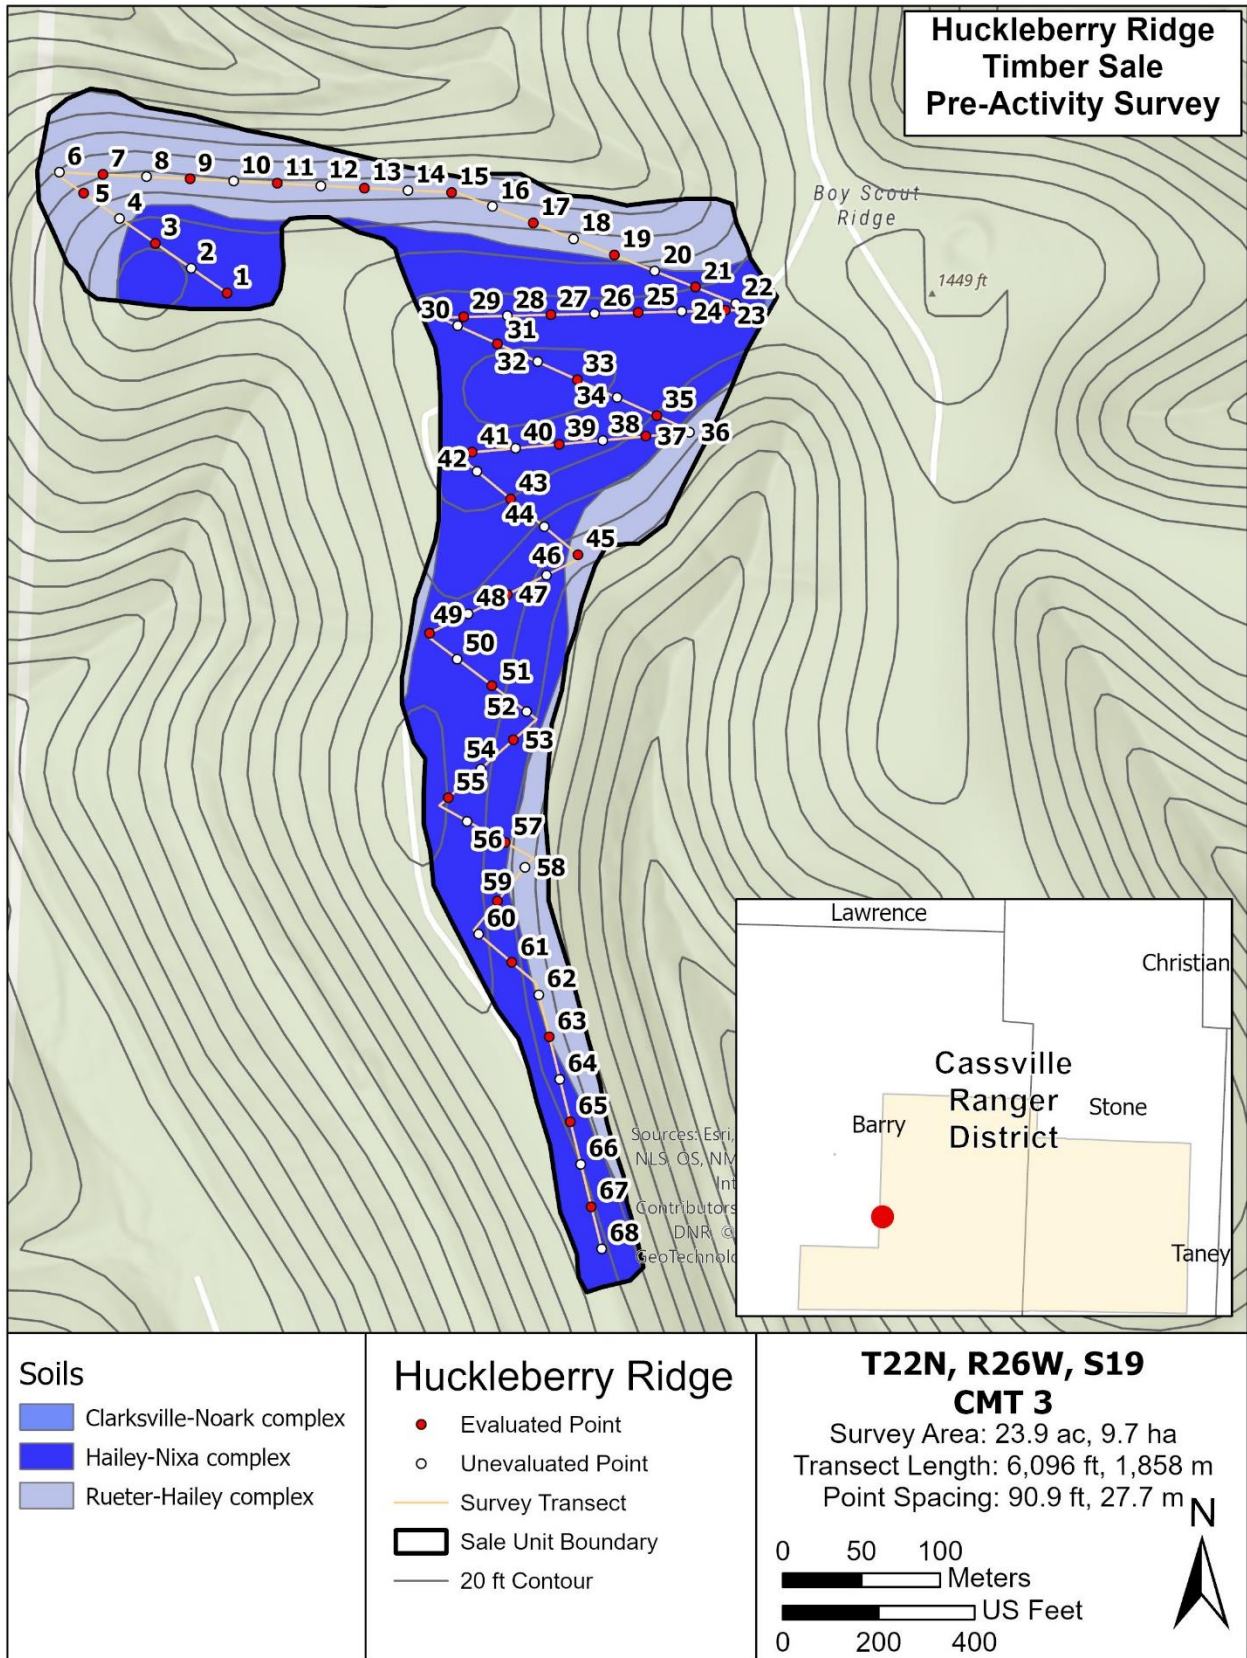 Huckleberry Ridge
Timber Sale
Pre-Activity Survey
6
7
8
9
10
11
12
13
14
15
16
17
18
19
20
21
22
5
4
3
2
1
Boy Scout
Ridge
1449 ft
30
29
28
27
26
25
24
23
31
32
33
34
35
36
42
41
40
39
38
37
43
44
45
46
47
48
49
50
51
52
53
54
55
56
57
58
59
60
61
62
63
64
65
66
67
68
Sources: Esri,
NLS, OS, NM
Int
Contributors
DNR, ©
GeoTechnolo
Lawrence
Christian
Cassville
Ranger
District
Barry
Stone
Taney
Soils
Clarksville-Noark complex
Hailey-Nixa complex
Rueter-Hailey complex
Huckleberry Ridge
Evaluated Point
Unevaluated Point
Survey Transect
Sale Unit Boundary
20 ft Contour
T22N, R26W, S19
CMT 3
Survey Area: 23.9 ac, 9.7 ha
Transect Length: 6,096 ft, 1,858 m
Point Spacing: 90.9 ft, 27.7 m
N
0 50 100
Meters
US Feet
0 200 400